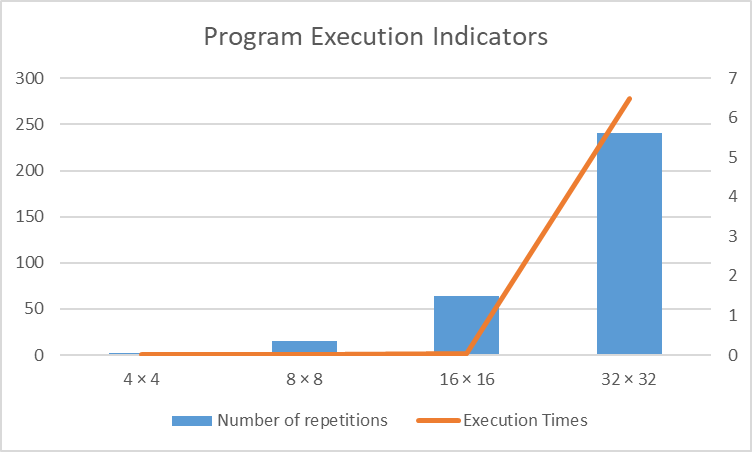 Program Execution Indicators
300 7
250 6
200 5
150 4
100 3
50 2
0 1
0
4 × 4 8 × 8 16 × 16 32 × 32
Number of repetitions Execution Times